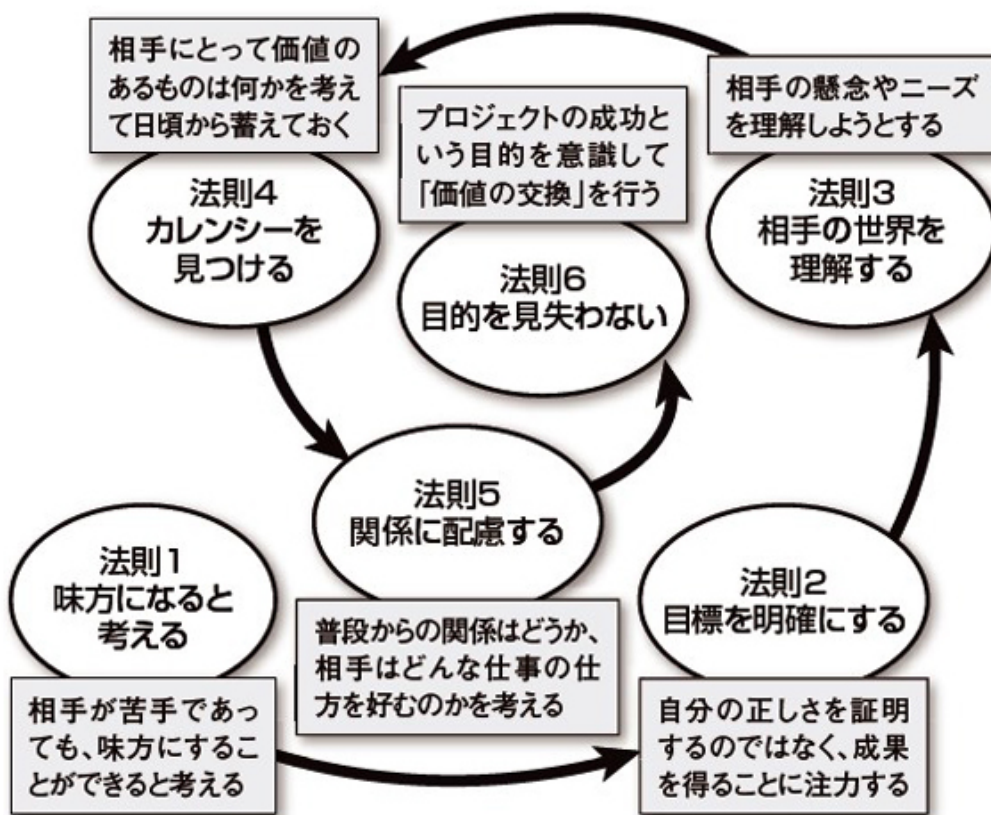 相手にとって価値の
あるものは何かを考え
て日頃から蓄えておく
法則4
カレンシーを
見つける
プロジェクトの成功と
いう目的を意識して
「価値の交換」を行う
法則6
目的を見失わない
相手の懸念やニーズ
を理解しようとする
法則3
相手の世界を
理解する
法則5
関係に配慮する
普段からの関係はどうか、
相手はどんな仕事の仕
方を好むのかを考える
法則1
味方になると
考える
相手が苦手であっ
ても、味方にするこ
とができると考える
法則2
目標を明確にする
自分の正しさを証明
するのではなく、成果
を得ることに注力する